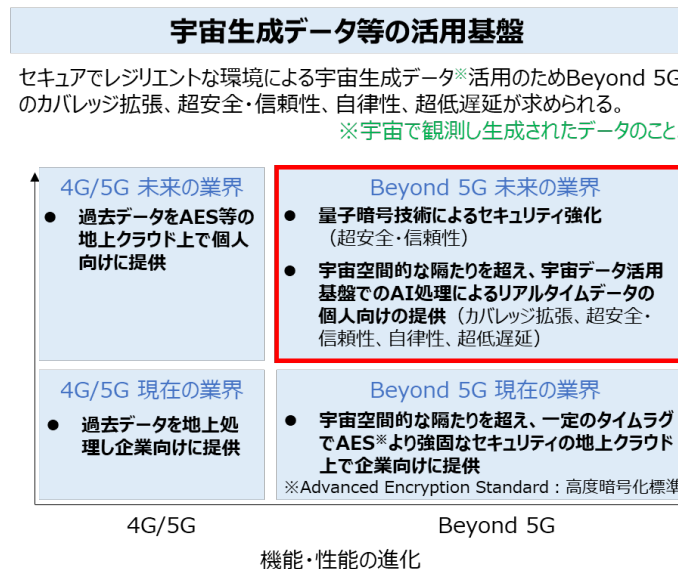 宇宙生成データ等の活用基盤
セキュアでレジリエントな環境による宇宙生成データ※活用のためBeyond 5G
のカバレッジ拡張、超安全・信頼性、自律性、超低遅延が求められる。
※宇宙で観測し生成されたデータのこと
4G/5G 未来の業界
● 過去データをAES等の
地上クラウド上で個人
向けに提供
Beyond 5G 未来の業界
● 量子暗号技術によるセキュリティ強化
（超安全・信頼性）
● 宇宙空間的な隔たりを超え、宇宙データ活用
基盤でのAI処理によるリアルタイムデータの
個人向けの提供（カバレッジ拡張、超安全・
信頼性、自律性、超低遅延）
4G/5G 現在の業界
● 過去データを地上処
理し企業向けに提供
Beyond 5G 現在の業界
● 宇宙空間的な隔たりを超え、一定のタイムラグ
でAES※より強固なセキュリティの地上クラウド
上で企業向けに提供
※Advanced Encryption Standard：高度暗号化標準
4G/5G
Beyond 5G
機能・性能の進化